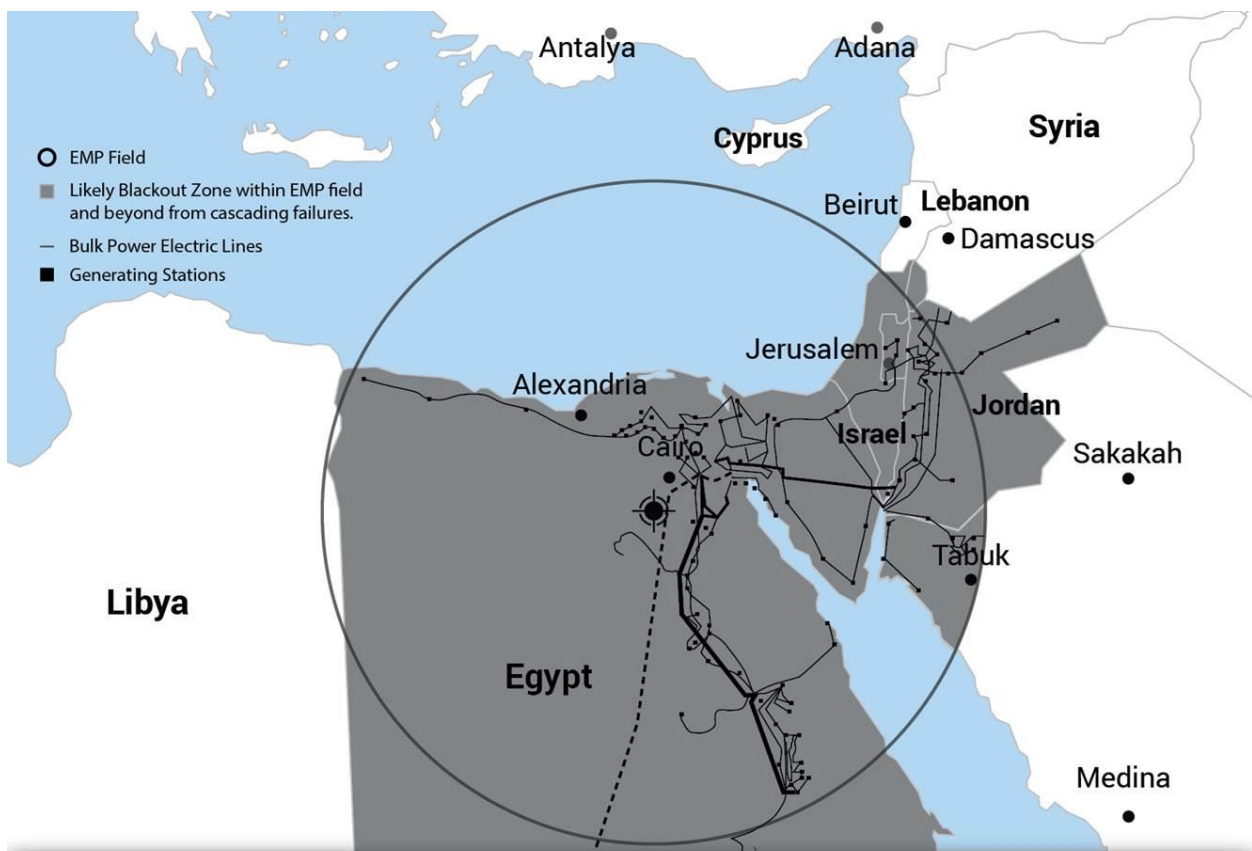 Antalya
Adana
Cyprus
Syria
EMP Field
Likely Blackout Zone within EMP field
and beyond from cascading failures.
Bulk Power Electric Lines
Generating Stations
Beirut
Lebanon
Damascus
Jerusalem
Alexandria
Jordan
Israel
Cairo
Sakakah
Tabuk
Libya
Egypt
Medina